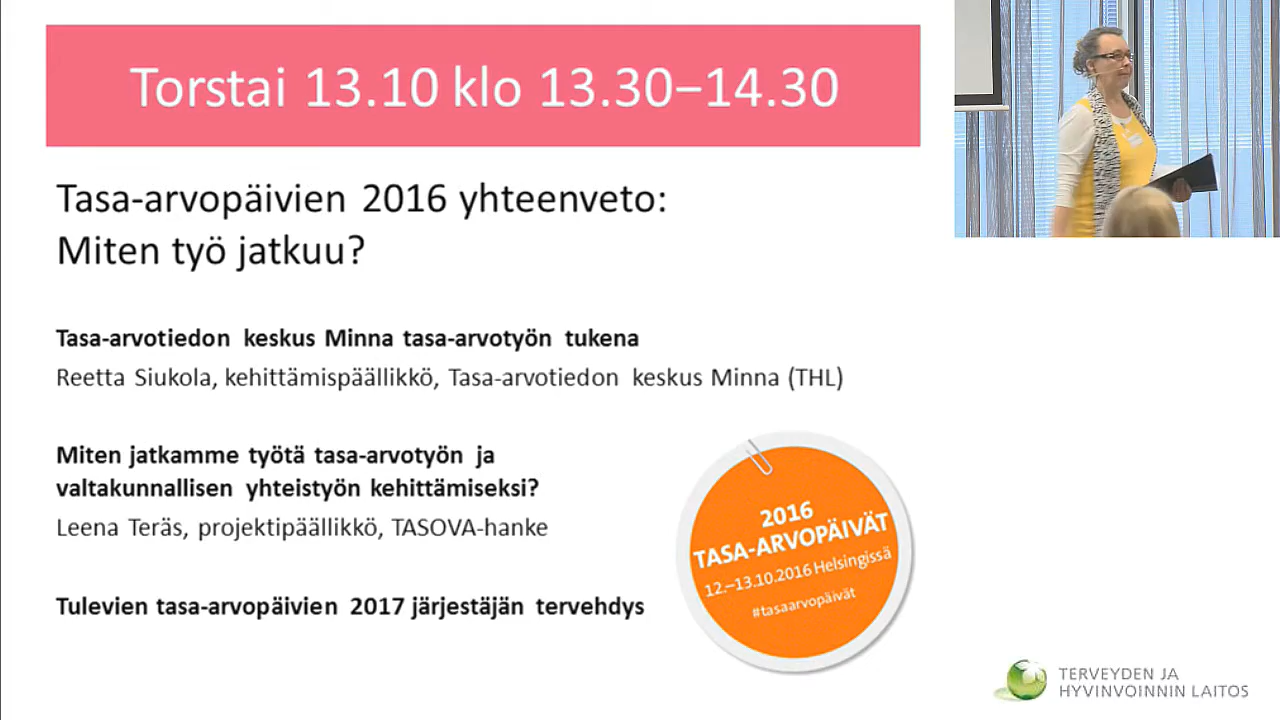 Torstai 13.10 klo 13.30–14.30
Tasa-arvopäivien 2016 yhteenveto:
Miten työ jatkuu?
Tasa-arvotiedon keskus Minna tasa-arvotyön tukena
Reetta Siukola, kehittämispäällikkö, Tasa-arvotiedon keskus Minna (THL)
Miten jatkamme työtä tasa-arvotyön ja
valtakunnallisen yhteistyön kehittämiseksi?
Leena Teräs, projektipäällikkö, TASOVA-hanke
Tulevien tasa-arvopäivien 2017 järjestäjän tervehdys
2016
TASA-ARVOPÄIVÄT
12.–13.10.2016 Helsingissä
#tasaarvopäivät
TERVEYDEN JA
HYVINVOINNIN LAITOS